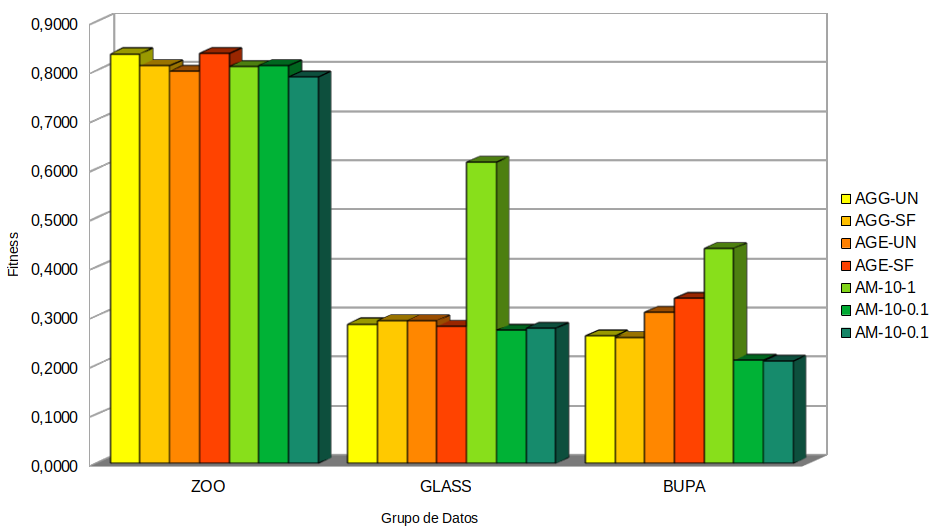 0,9000
0,8000
0,7000
0,6000
0,5000
0,4000
0,3000
0,2000
0,1000
0,0000
Fitness
ZOO GLASS BUPA
Grupo de Datos
AGG-UN
AGG-SF
AGE-UN
AGE-SF
AM-10-1
AM-10-0.1
AM-10-0.1